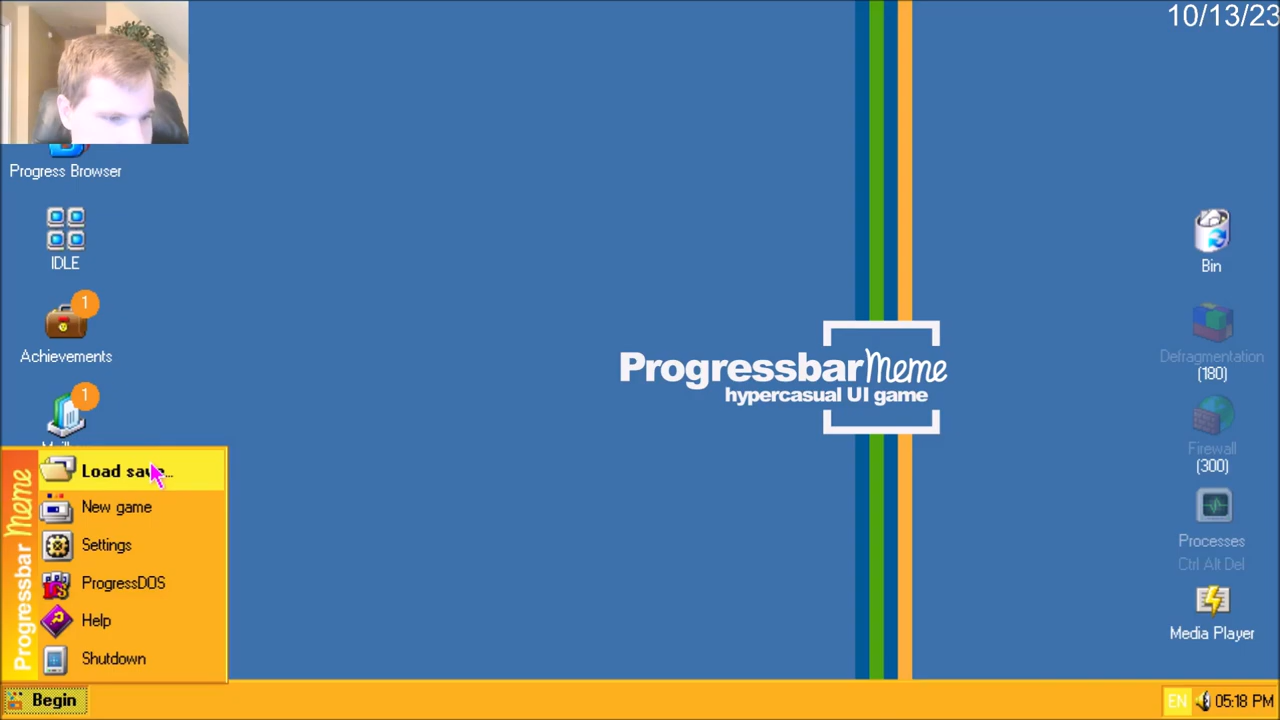 10/13/23
Progress Browser
IDLE
1
Achievements
1
Bin
Defragmentation
(180)
Firewall
(300)
Processes
Ctrl Alt Del
Media Player
Progressbar Meme
hypercasual UI game
Progressbar Meme
Load save...
New game
Settings
ProgressDOS
Help
Shutdown
Begin
EN
05:18 PM